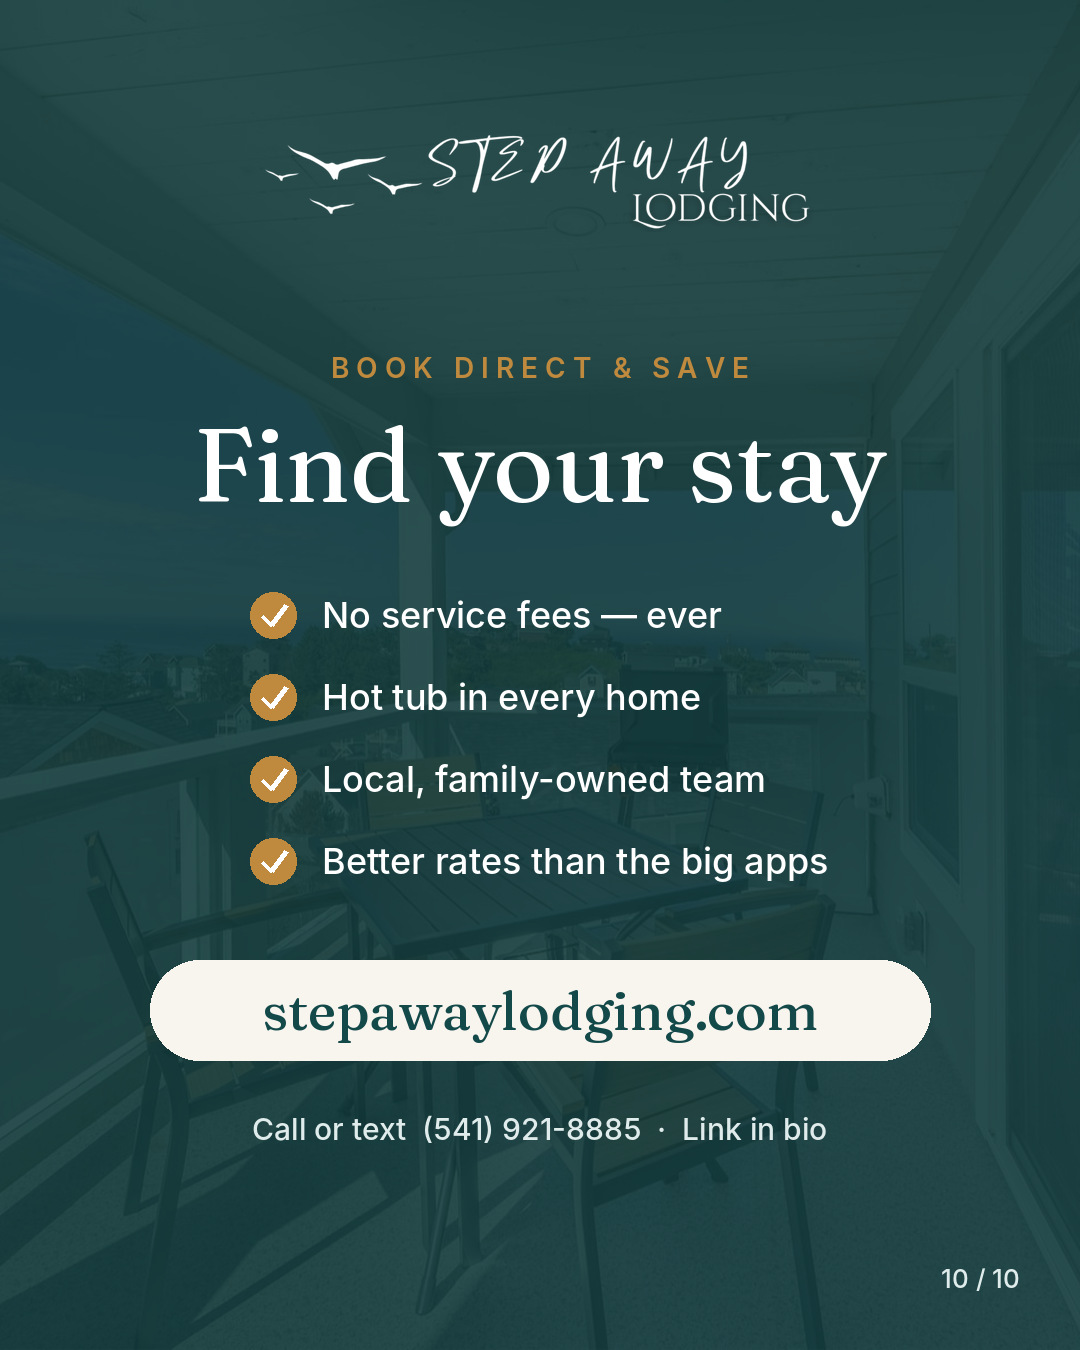 STEP AWAY
LODGING
BOOK DIRECT & SAVE
Find your stay
No service fees — ever
Hot tub in every home
Local, family-owned team
Better rates than the big apps
stepawaylodging.com
Call or text (541) 921-8885 · Link in bio
10 / 10